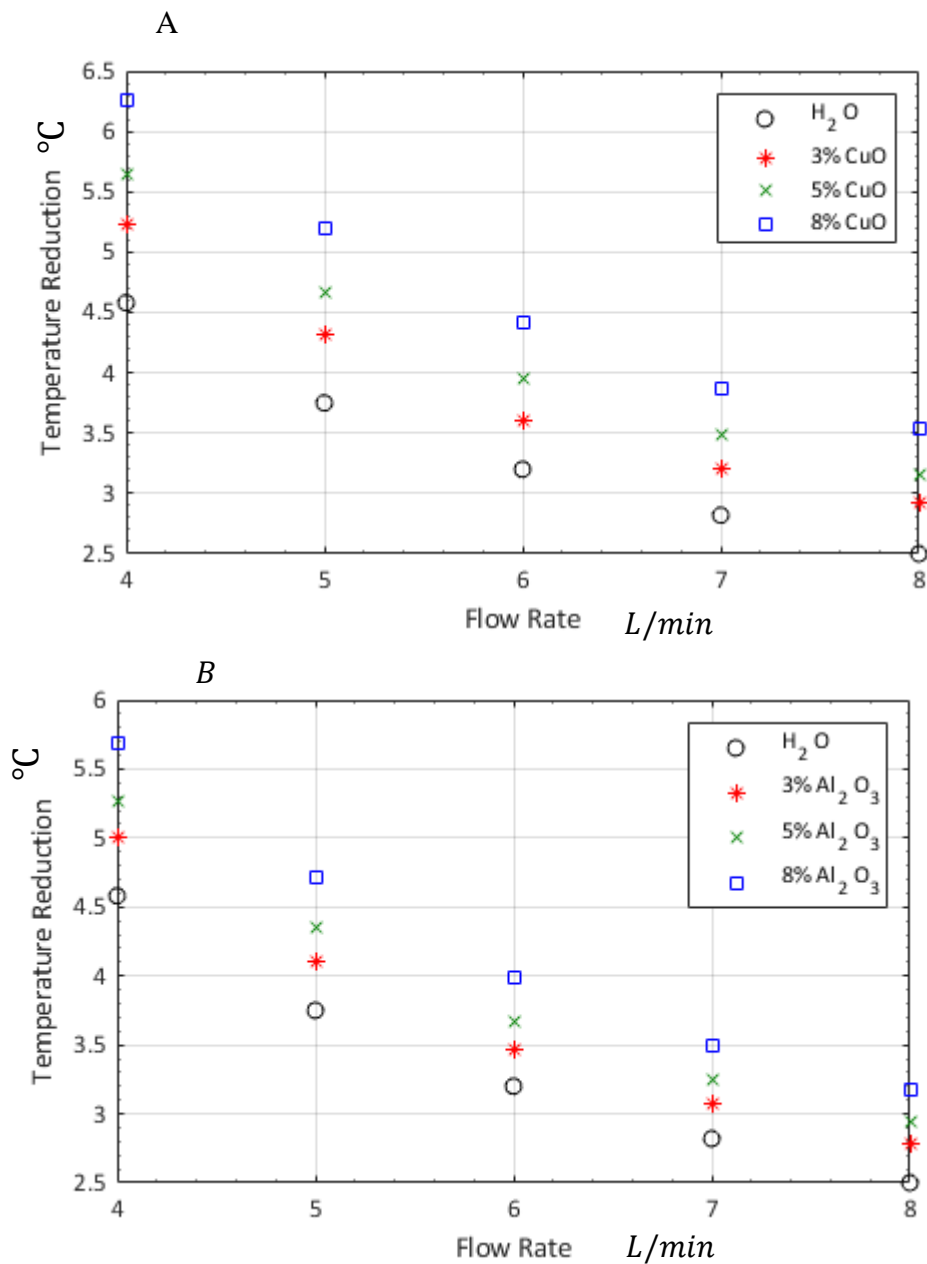 A
6.5
6
5.5
5
4.5
4
3.5
3
2.5
Temperature Reduction °C
H2O
3% CuO
5% CuO
8% CuO
4 5 6 7 8
Flow Rate L/min
B
6
5.5
5
4.5
4
3.5
3
2.5
Temperature Reduction °C
H2O
3% Al2O3
5% Al2O3
8% Al2O3
4 5 6 7 8
Flow Rate L/min